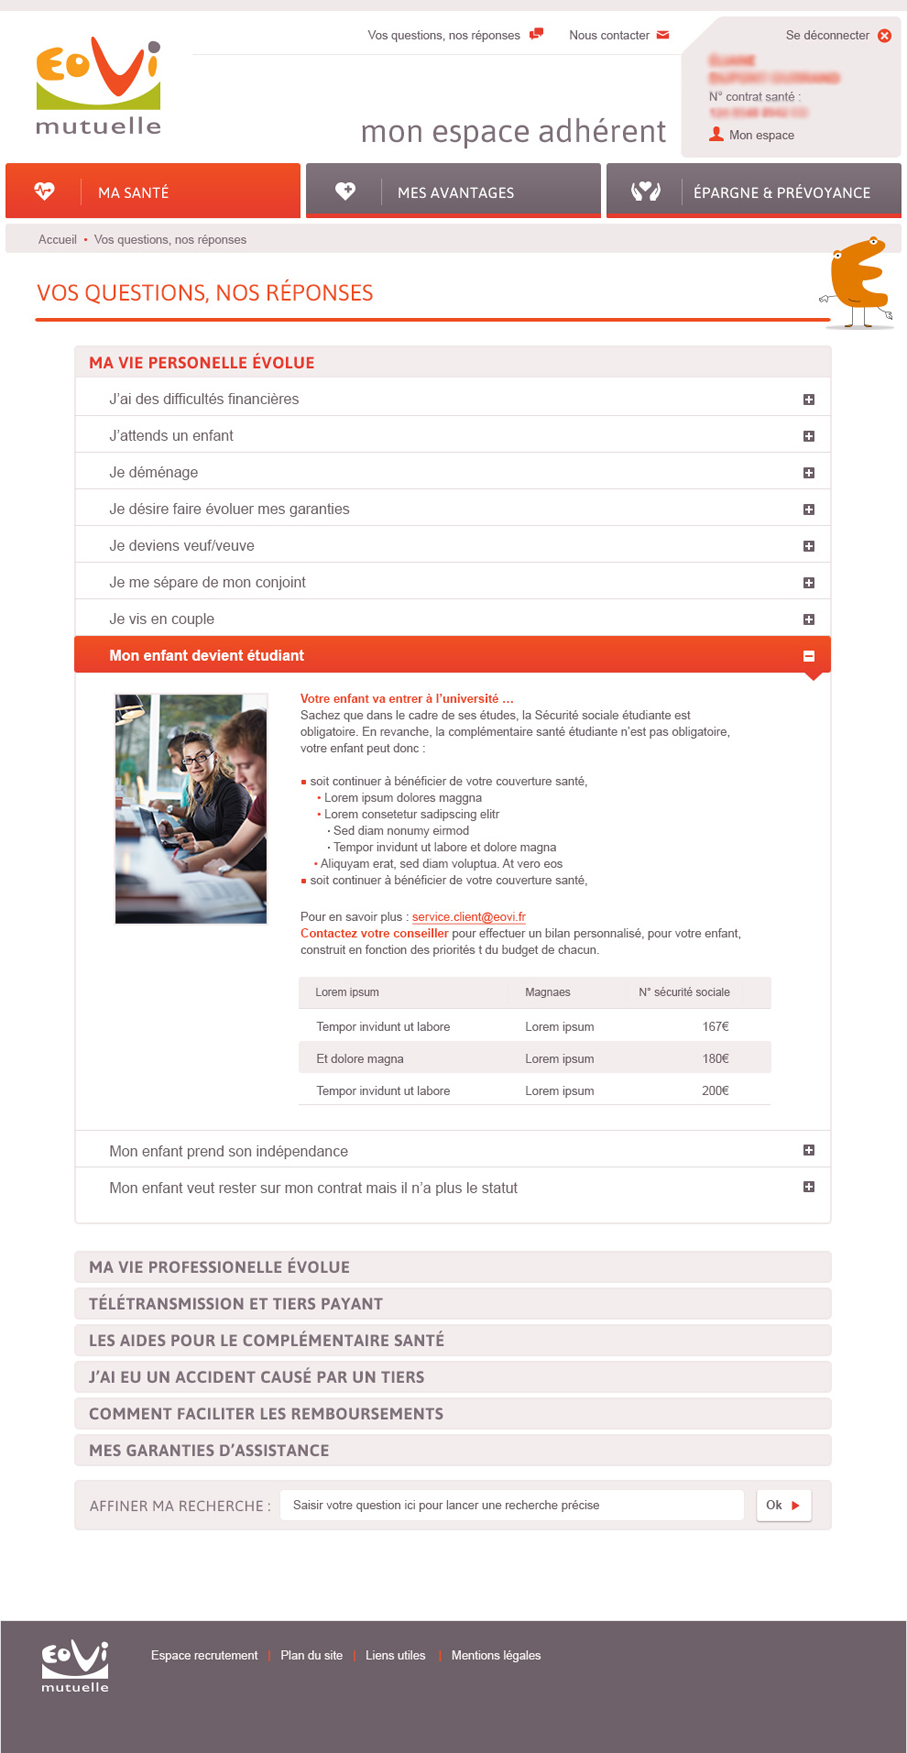 Vos questions, nos réponses
Nous contacter
Se déconnecter
N° contrat santé :
Mon espace
EOVI
mutuelle
mon espace adhérent
MA SANTÉ
MES AVANTAGES
ÉPARGNE & PRÉVOYANCE
Accueil • Vos questions, nos réponses
VOS QUESTIONS, NOS RÉPONSES
MA VIE PERSONELLE ÉVOLUE
J'ai des difficultés financières
J'attends un enfant
Je déménage
Je désire faire évoluer mes garanties
Je deviens veuf/veuve
Je me sépare de mon conjoint
Je vis en couple
Mon enfant devient étudiant
Votre enfant va entrer à l'université ...
Sachez que dans le cadre de ses études, la Sécurité sociale étudiante est
obligatoire. En revanche, la complémentaire santé étudiante n'est pas obligatoire,
votre enfant peut donc :
soit continuer à bénéficier de votre couverture santé,
• Lorem ipsum dolores maggna
• Lorem consetetur sadipscing elitr
· Sed diam nonumy eirmod
· Tempor invidunt ut labore et dolore magna
• Aliquyam erat, sed diam voluptua. At vero eos
soit continuer à bénéficier de votre couverture santé,
Pour en savoir plus : service.client@eovi.fr
Contactez votre conseiller pour effectuer un bilan personnalisé, pour votre enfant,
construit en fonction des priorités t du budget de chacun.
Lorem ipsum Magnaes N° sécurité sociale
Tempor invidunt ut labore Lorem ipsum 167€
Et dolore magna Lorem ipsum 180€
Tempor invidunt ut labore Lorem ipsum 200€
Mon enfant prend son indépendance
Mon enfant veut rester sur mon contrat mais il n'a plus le statut
MA VIE PROFESSIONELLE ÉVOLUE
TÉLÉTRANSMISSION ET TIERS PAYANT
LES AIDES POUR LE COMPLÉMENTAIRE SANTÉ
J'AI EU UN ACCIDENT CAUSÉ PAR UN TIERS
COMMENT FACILITER LES REMBOURSEMENTS
MES GARANTIES D'ASSISTANCE
AFFINER MA RECHERCHE : Saisir votre question ici pour lancer une recherche précise Ok
EOVI
mutuelle
Espace recrutement | Plan du site | Liens utiles | Mentions légales